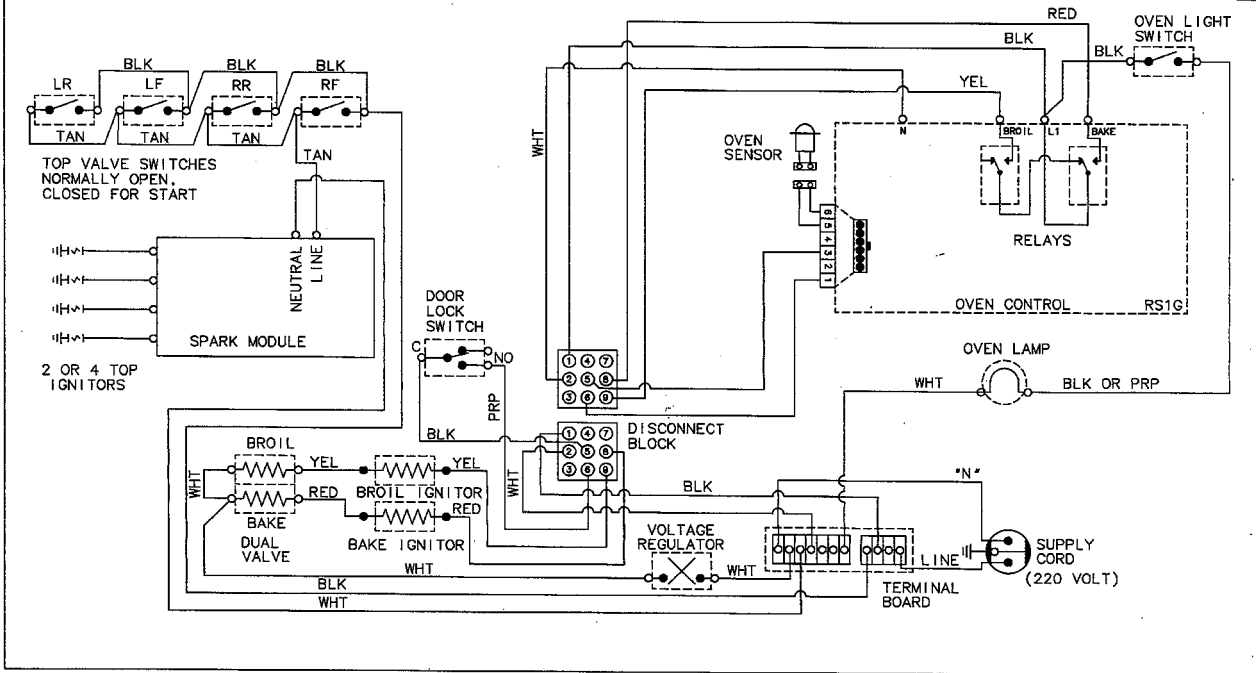 RED
OVEN LIGHT
SWITCH
BLK
BLK
BLK
BLK
BLK
LR
LF
RR
RF
YEL
TAN
TAN
TAN
TAN
TOP VALVE SWITCHES
NORMALLY OPEN,
CLOSED FOR START
WHT
OVEN
SENSOR
N
BROIL
L1
BAKE
6
5
4
3
2
1
RELAYS
OVEN CONTROL
RS1G
NEUTRAL
LINE
SPARK MODULE
2 OR 4 TOP
IGNITORS
DOOR
LOCK
SWITCH
C
NO
PRP
BLK
1 4 7
2 5 8
3 6 9
DISCONNECT
BLOCK
1 4 7
2 5 8
3 6 9
OVEN LAMP
WHT
BLK OR PRP
BROIL
YEL
YEL
BROIL IGNITOR
WHT
RED
RED
BAKE
DUAL
VALVE
BAKE IGNITOR
WHT
BLK
"N"
VOLTAGE
REGULATOR
WHT
WHT
BLK
WHT
LINE
TERMINAL
BOARD
SUPPLY
CORD
(220 VOLT)